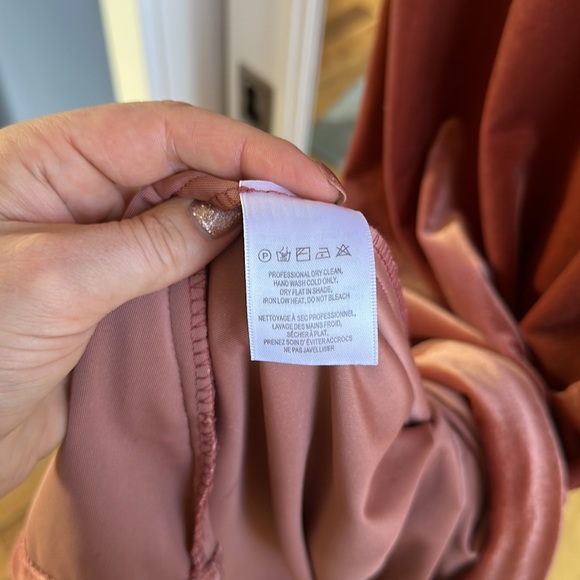 P
PROFESSIONAL DRY CLEAN,
HAND WASH COLD ONLY,
DRY FLAT IN SHADE,
IRON LOW HEAT, DO NOT BLEACH
NETTOYAGE À SEC PROFESSIONNEL
LAVAGE DES MAINS FROID,
SÉCHER À PLAT,
PRENEZ SOIN D'ÉVITER ACCROCS
NE PAS JAVELLISER